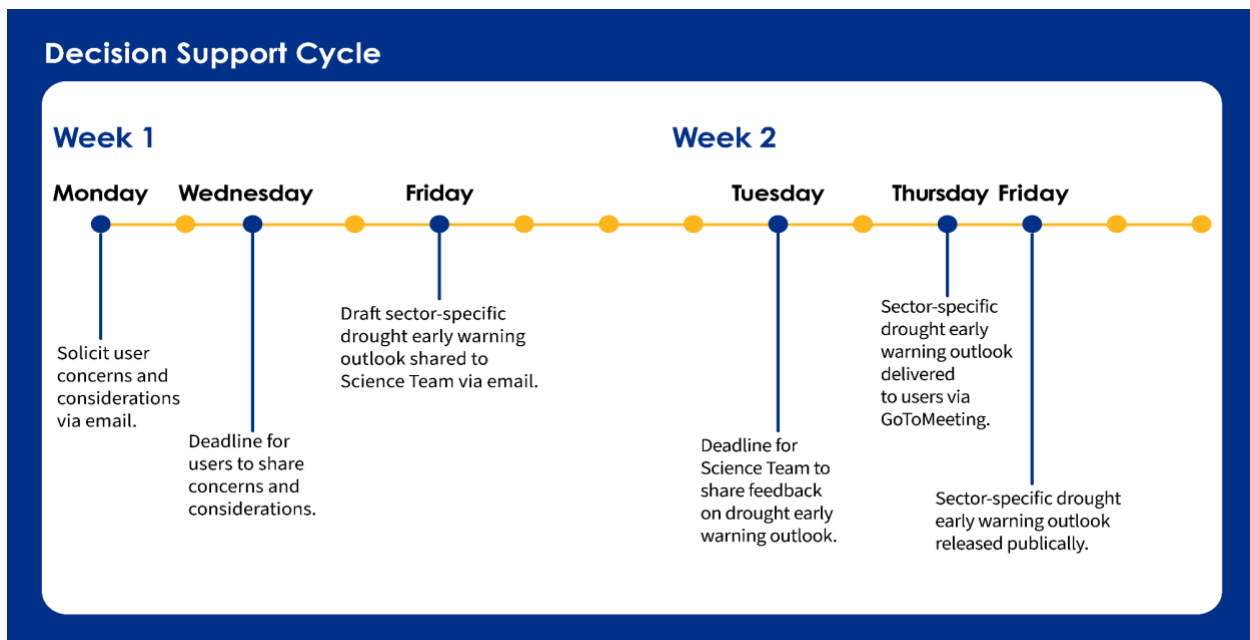 Decision Support Cycle
Week 1
Week 2
Monday
Wednesday
Friday
Tuesday
Thursday
Friday
Solicit user
concerns and
considerations
via email.
Deadline for
users to share
concerns and
considerations.
Draft sector-specific
drought early warning
outlook shared to
Science Team via email.
Deadline for
Science Team to
share feedback
on drought early
warning outlook.
Sector-specific
drought early
warning outlook
delivered
to users via
GoToMeeting.
Sector-specific drought
early warning outlook
released publically.